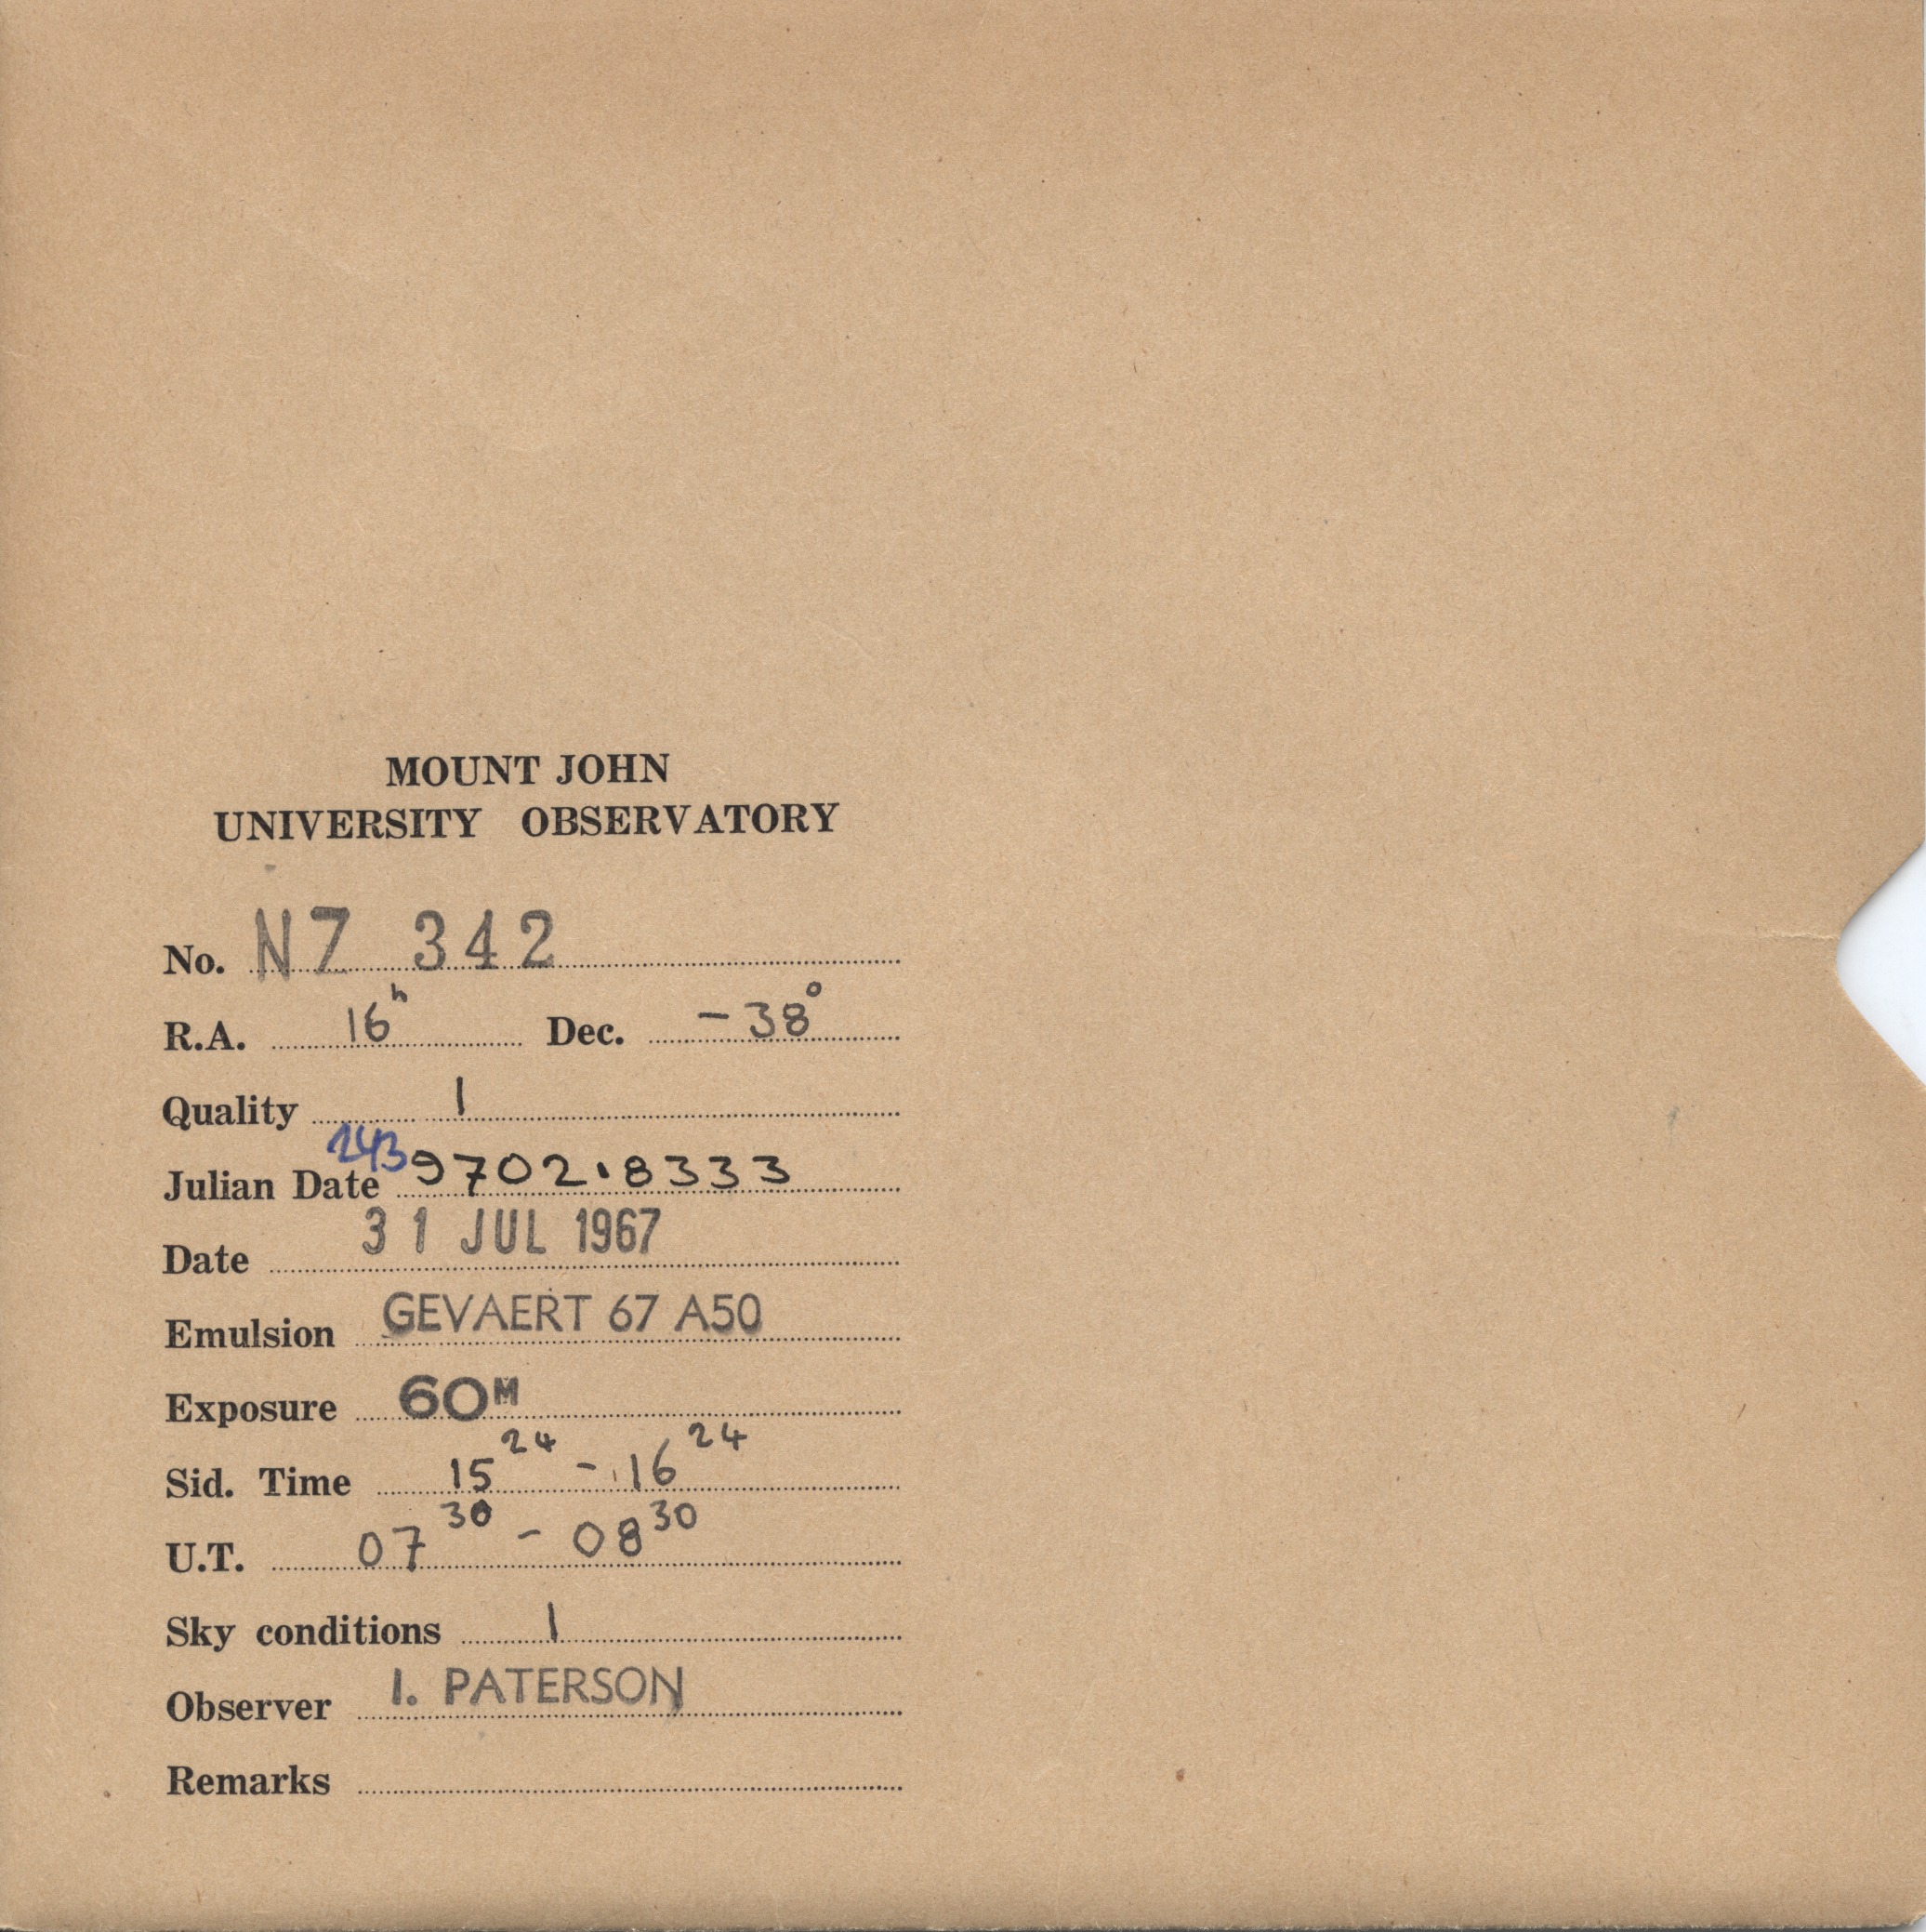 MOUNT JOHN
UNIVERSITY OBSERVATORY
No. NZ 342
R.A. 16h Dec. -38°
Quality 1
Julian Date 2439702.8333
Date 31 JUL 1967
Emulsion GEVAERT 67 A50
Exposure 60M
Sid. Time 15 24 - 16 24
U.T. 07 30 - 08 30
Sky conditions 1
Observer I. PATERSON
Remarks